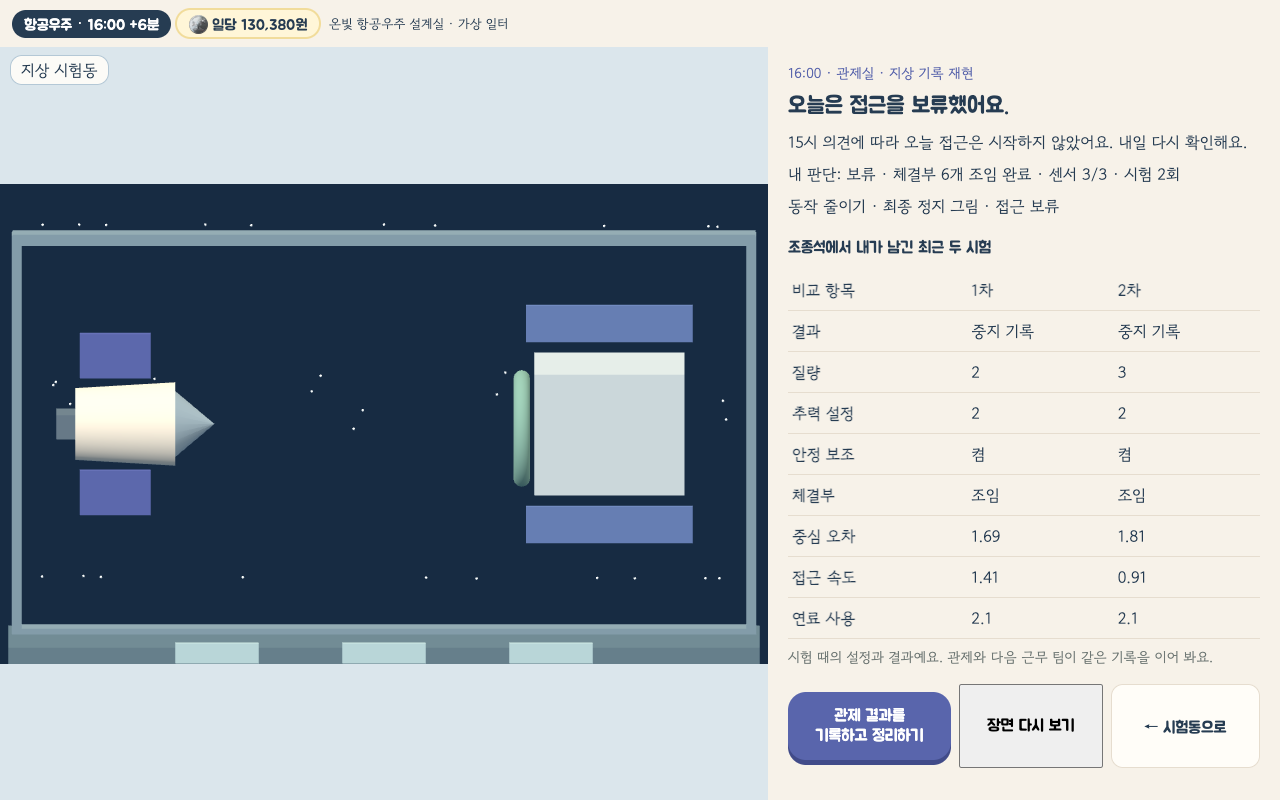 항공우주 · 16:00 +6분
일당 130,380원
온빛 항공우주 설계실 · 가상 일터
지상 시험동
16:00 · 관제실 · 지상 기록 재현
오늘은 접근을 보류했어요.
15시 의견에 따라 오늘 접근은 시작하지 않았어요. 내일 다시 확인해요.
내 판단: 보류 · 체결부 6개 조임 완료 · 센서 3/3 · 시험 2회
동작 줄이기 · 최종 정지 그림 · 접근 보류
조종석에서 내가 남긴 최근 두 시험
비교 항목 1차 2차
결과 중지 기록 중지 기록
질량 2 3
추력 설정 2 2
안정 보조 켬 켬
체결부 조임 조임
중심 오차 1.69 1.81
접근 속도 1.41 0.91
연료 사용 2.1 2.1
시험 때의 설정과 결과예요. 관제와 다음 근무 팀이 같은 기록을 이어 봐요.
관제 결과를
기록하고 정리하기
장면 다시 보기
← 시험동으로